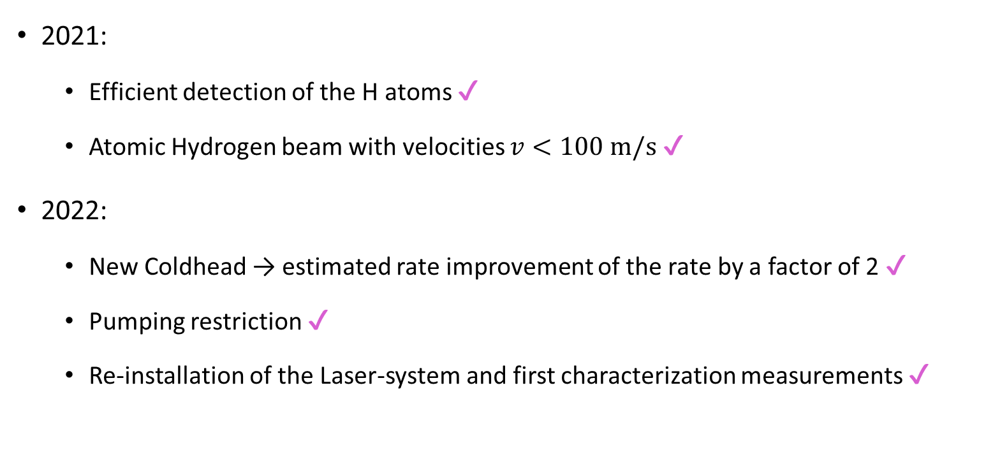 • 2021:
• Efficient detection of the H atoms ✓
• Atomic Hydrogen beam with velocities v < 100 m/s ✓
• 2022:
• New Coldhead → estimated rate improvement of the rate by a factor of 2 ✓
• Pumping restriction ✓
• Re-installation of the Laser-system and first characterization measurements ✓